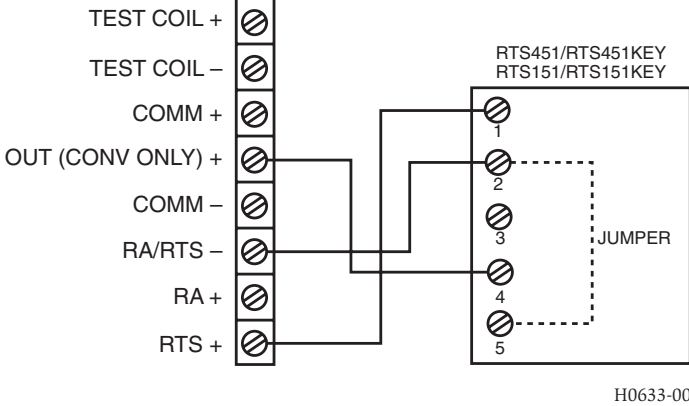 TEST COIL +
TEST COIL –
COMM +
OUT (CONV ONLY) +
COMM –
RA/RTS –
RA +
RTS +
RTS451/RTS451KEY
RTS151/RTS151KEY
1
2
3
4
5
JUMPER
H0633-00